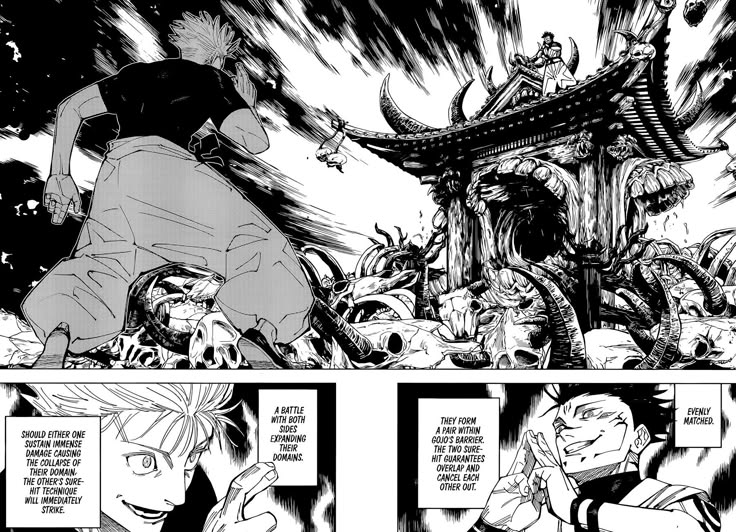 EVENLY
MATCHED.
THEY FORM
A PAIR WITHIN
GOJO'S BARRIER.
THE TWO SURE-
HIT GUARANTEES
OVERLAP AND
CANCEL EACH
OTHER OUT.
A BATTLE
WITH BOTH
SIDES
EXPANDING
THEIR
DOMAINS.
SHOULD EITHER ONE
SUSTAIN IMMENSE
DAMAGE CAUSING
THE COLLAPSE OF
THEIR DOMAIN-
THE OTHER'S SURE-
HIT TECHNIQUE
WILL IMMEDIATELY
STRIKE.